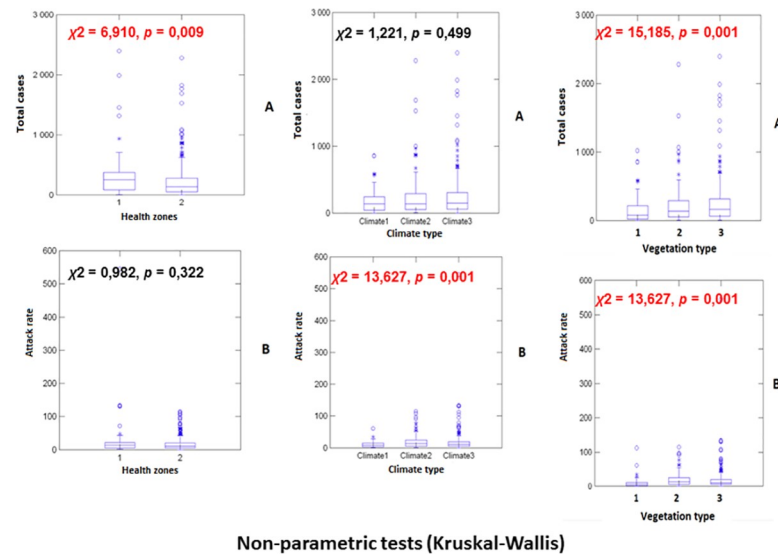 χ2 = 6,910, p = 0,009
3 000
2 000
1 000
0
Total cases
1
2
Health zones
A
χ2 = 1,221, p = 0,499
3 000
2 000
1 000
0
Total cases
Climate1
Climate2
Climate3
Climate type
A
χ2 = 15,185, p = 0,001
3 000
2 000
1 000
0
Total cases
1
2
3
Vegetation type
A
χ2 = 0,982, p = 0,322
600
500
400
300
200
100
0
Attack rate
1
2
Health zones
B
χ2 = 13,627, p = 0,001
600
500
400
300
200
100
0
Attack rate
Climate1
Climate2
Climate3
Climate type
B
χ2 = 13,627, p = 0,001
600
500
400
300
200
100
0
Attack rate
1
2
3
Vegetation type
B
Non-parametric tests (Kruskal-Wallis)